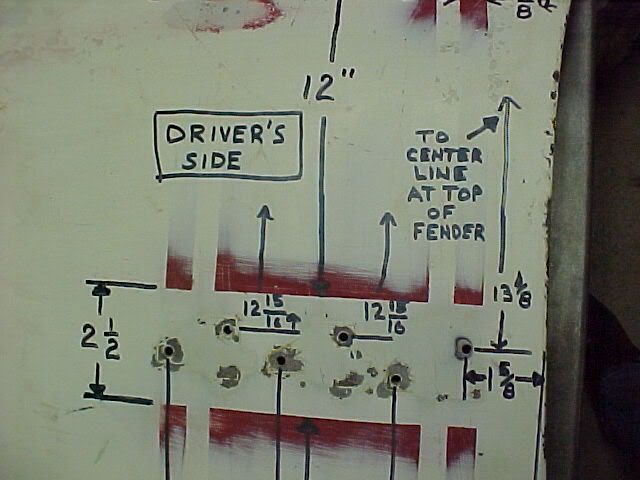 8
12"
DRIVER'S
SIDE
TO
CENTER
LINE
AT TOP
OF
FENDER
2 1/2
12 15/16
12 15/16
13 1/8
1 5/8